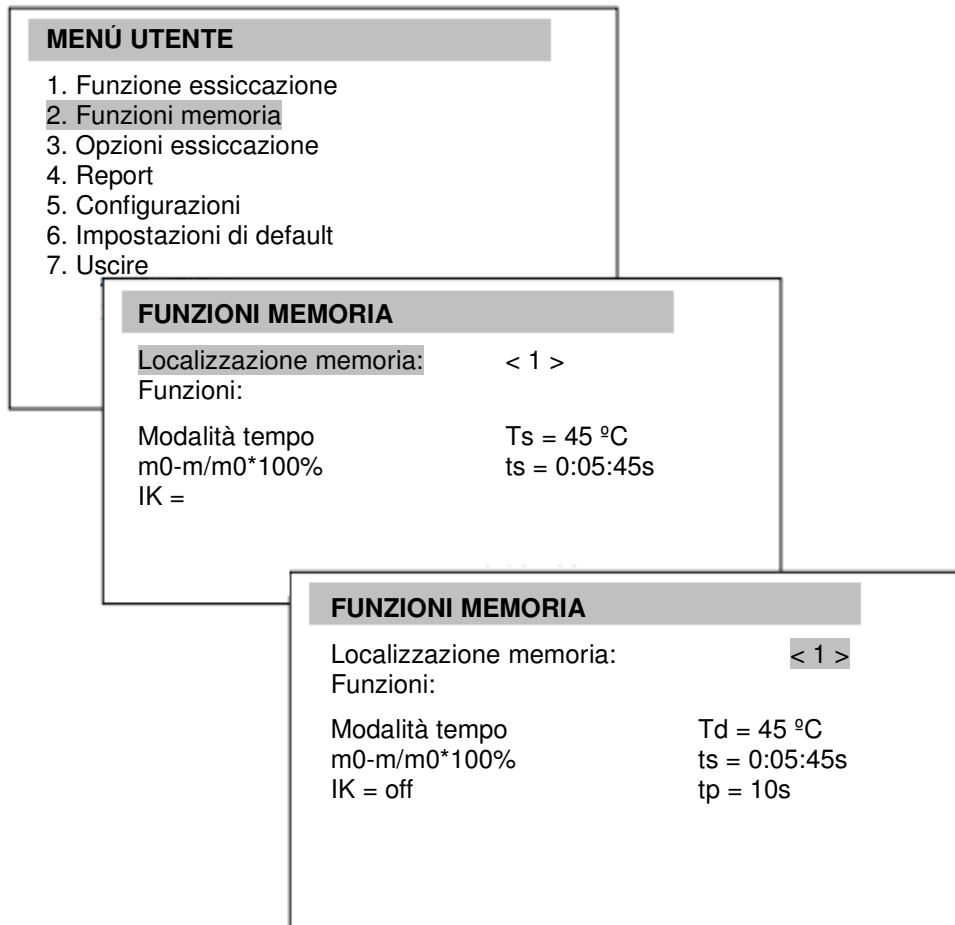 MENÚ UTENTE
1. Funzione essiccazione
2. Funzioni memoria
3. Opzioni essiccazione
4. Report
5. Configurazioni
6. Impostazioni di default
7. Uscire
FUNZIONI MEMORIA
Localizzazione memoria: < 1 >
Funzioni:
Modalità tempo Ts = 45 ºC
m0-m/m0*100% ts = 0:05:45s
IK =
FUNZIONI MEMORIA
Localizzazione memoria: < 1 >
Funzioni:
Modalità tempo Td = 45 ºC
m0-m/m0*100% ts = 0:05:45s
IK = off tp = 10s